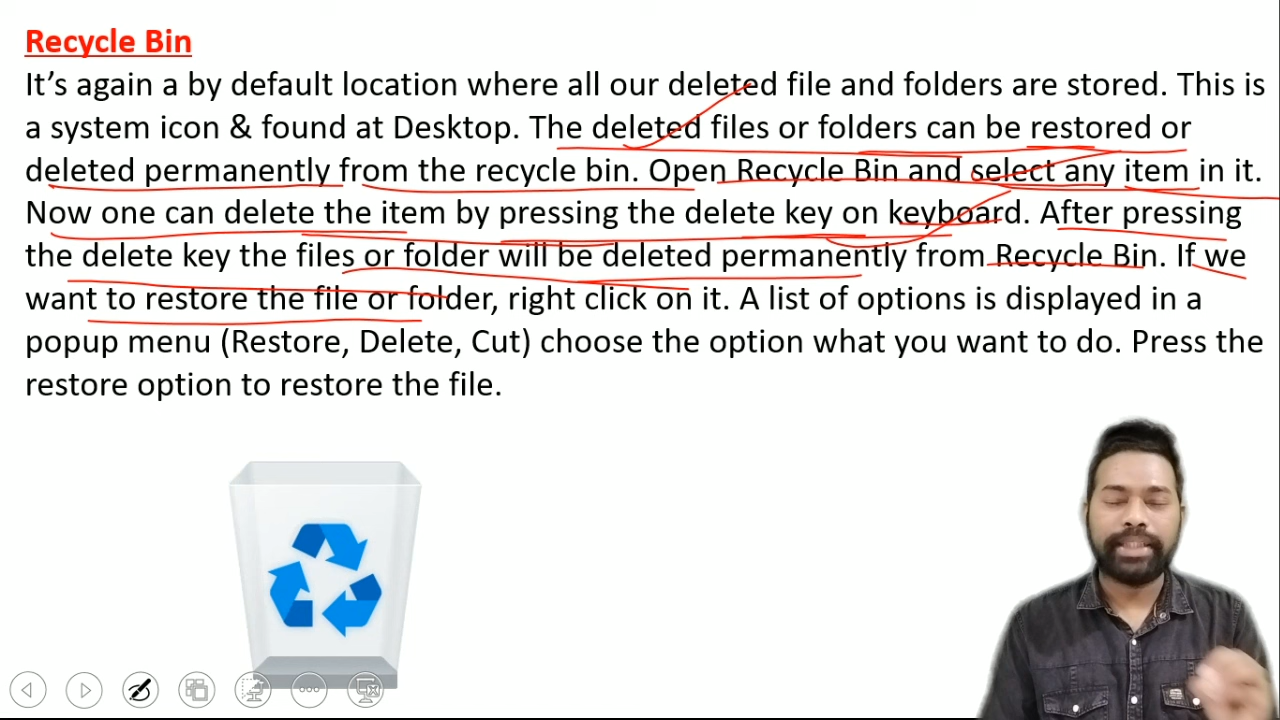 Recycle Bin
It’s again a by default location where all our deleted file and folders are stored. This is
a system icon & found at Desktop. The deleted files or folders can be restored or
deleted permanently from the recycle bin. Open Recycle Bin and select any item in it.
Now one can delete the item by pressing the delete key on keyboard. After pressing
the delete key the files or folder will be deleted permanently from Recycle Bin. If we
want to restore the file or folder, right click on it. A list of options is displayed in a
popup menu (Restore, Delete, Cut) choose the option what you want to do. Press the
restore option to restore the file.